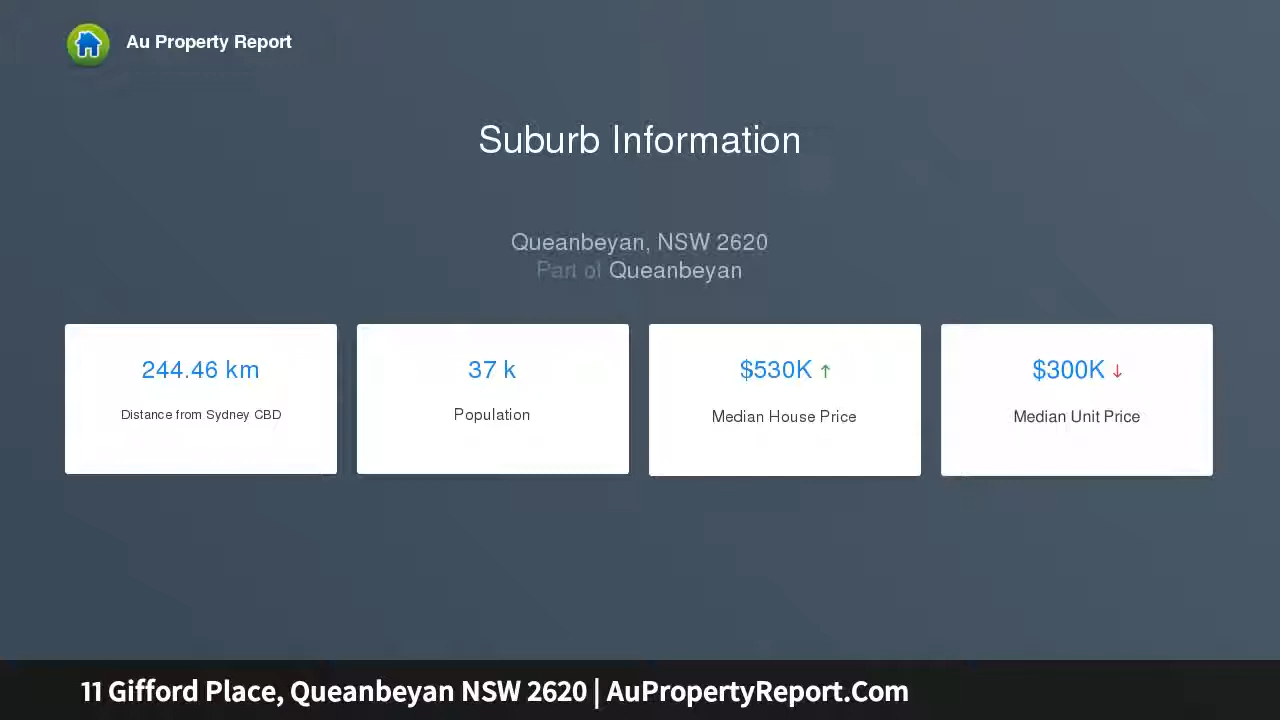 Au Property Report
Suburb Information
Queanbeyan, NSW 2620
Part of Queanbeyan
244.46 km
Distance from Sydney CBD
37 k
Population
$530K ↑
Median House Price
$300K ↓
Median Unit Price
11 Gifford Place, Queanbeyan NSW 2620 | AuPropertyReport.Com